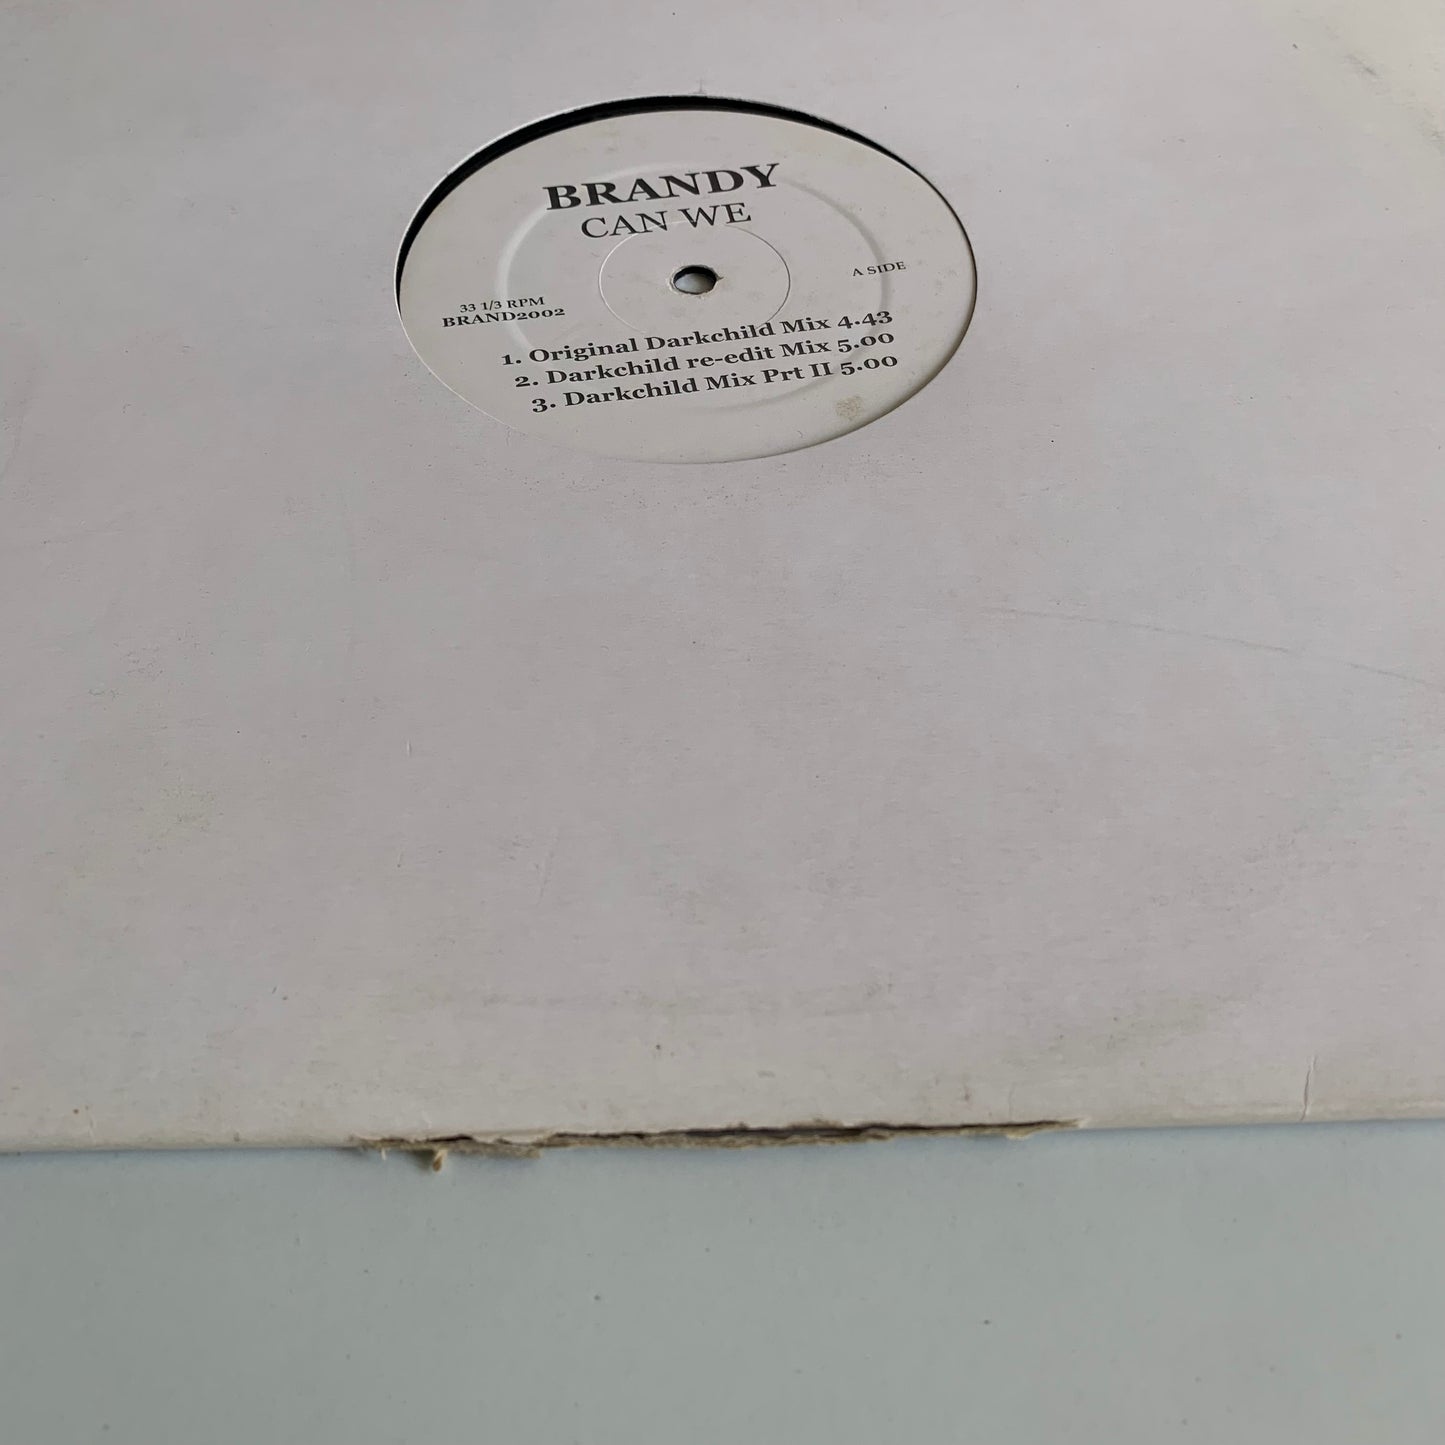 BRANDY
CAN WE
A SIDE
33 1/3 RPM
BRAND2002
1. Original Darkchild Mix 4.43
2. Darkchild re-edit Mix 5.00
3. Darkchild Mix Prt II 5.00